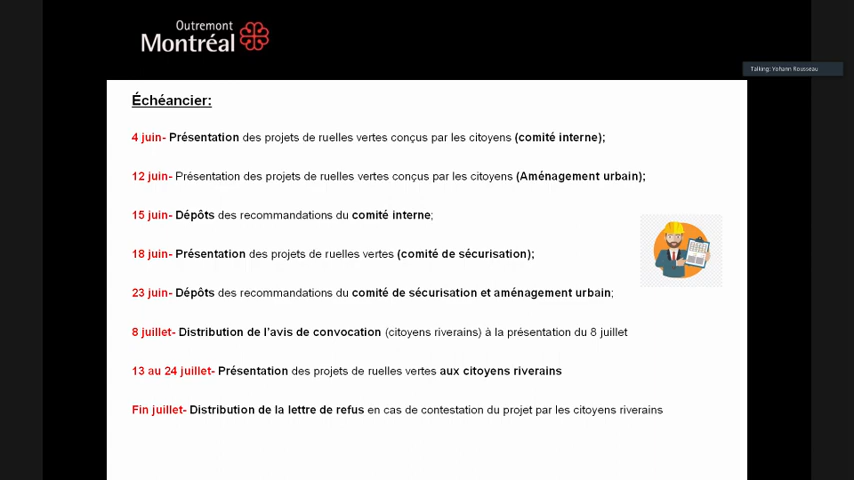 Outremont
Montréal
Talking: Yohann Rousseau
Échéancier:
4 juin- Présentation des projets de ruelles vertes conçus par les citoyens (comité interne);
12 juin- Présentation des projets de ruelles vertes conçus par les citoyens (Aménagement urbain);
15 juin- Dépôts des recommandations du comité interne;
18 juin- Présentation des projets de ruelles vertes (comité de sécurisation);
23 juin- Dépôts des recommandations du comité de sécurisation et aménagement urbain;
8 juillet- Distribution de l'avis de convocation (citoyens riverains) à la présentation du 8 juillet
13 au 24 juillet- Présentation des projets de ruelles vertes aux citoyens riverains
Fin juillet- Distribution de la lettre de refus en cas de contestation du projet par les citoyens riverains